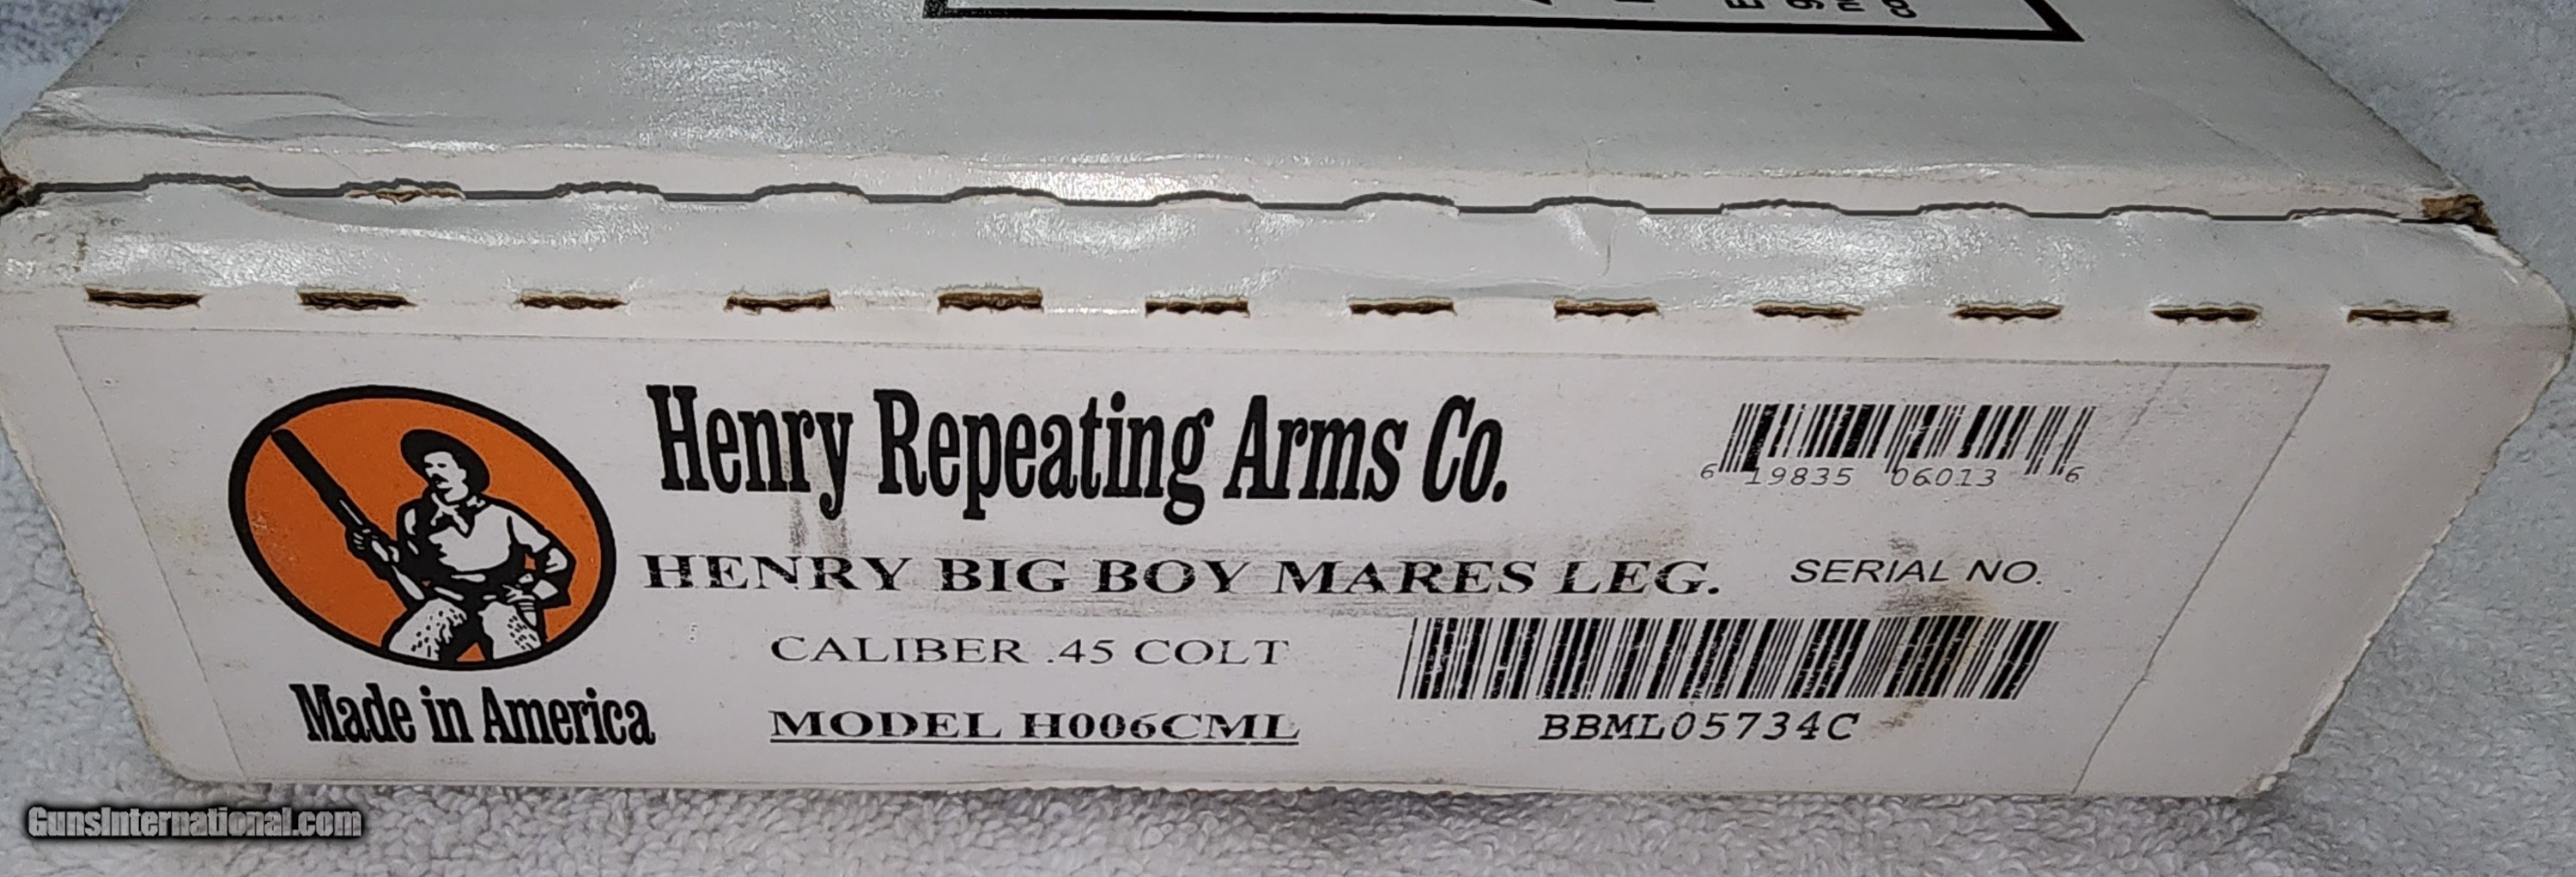 Henry Repeating Arms Co.
6 19835 06013 6
HENRY BIG BOY MARES LEG.
SERIAL NO.
CALIBER .45 COLT
MODEL H006CML
BBML05734C
Made in America
GunsInternational.com